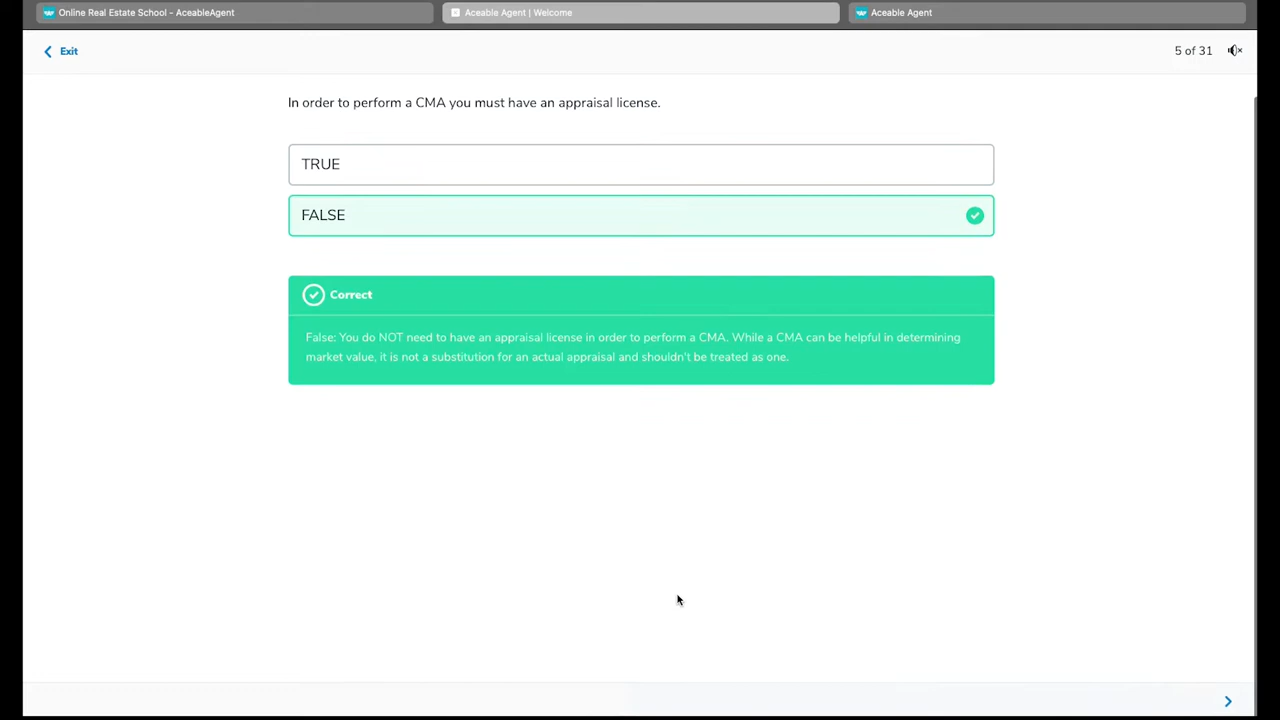 Online Real Estate School - AceableAgent
Aceable Agent | Welcome
Aceable Agent
Exit
5 of 31
In order to perform a CMA you must have an appraisal license.
TRUE
FALSE
Correct
False: You do NOT need to have an appraisal license in order to perform a CMA. While a CMA can be helpful in determining
market value, it is not a substitution for an actual appraisal and shouldn't be treated as one.